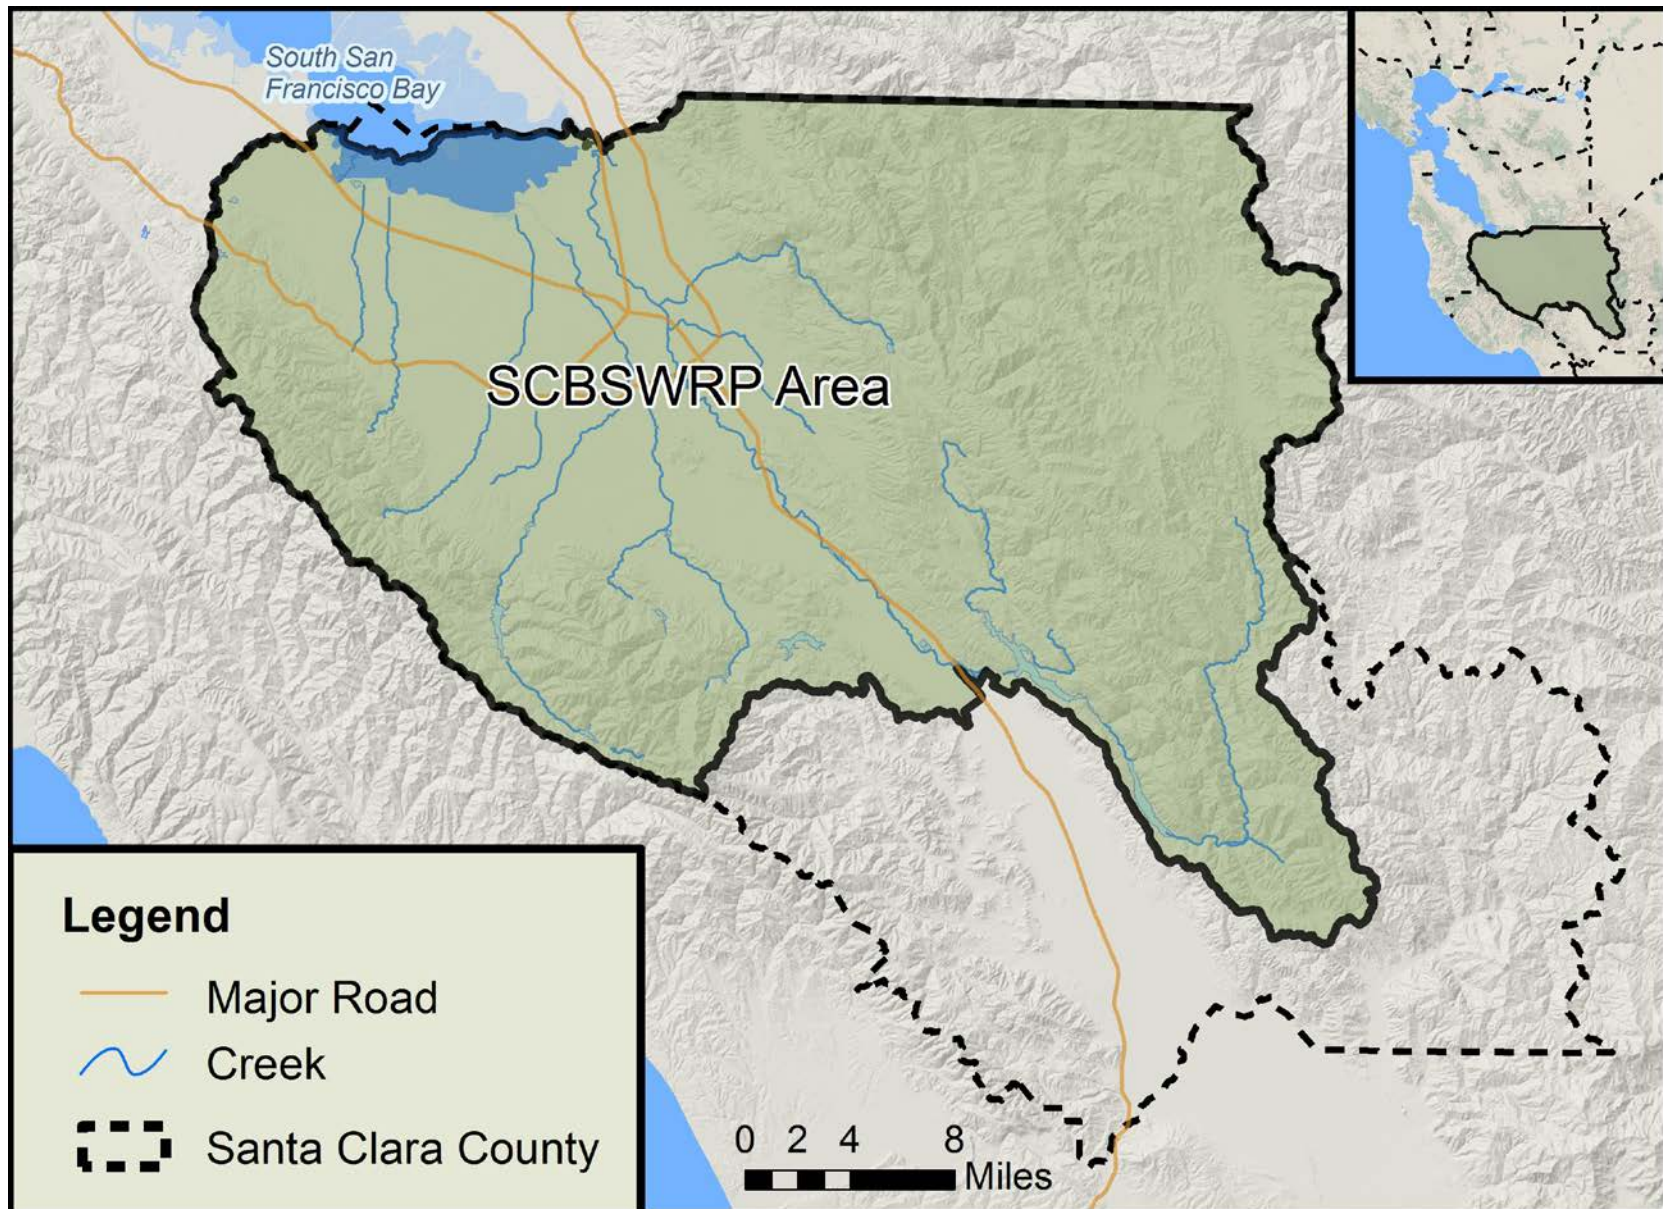 South San
Francisco Bay
SCBSWRP Area
Legend
Major Road
Creek
Santa Clara County
0 2 4 8
Miles